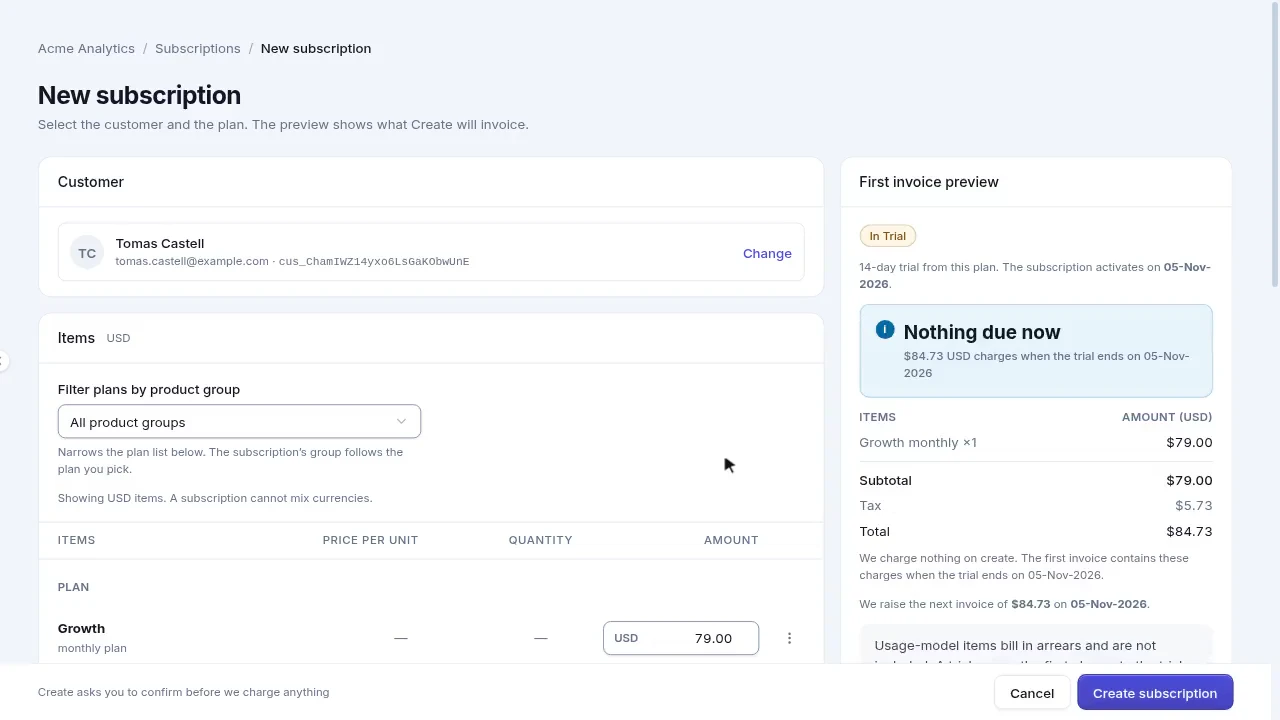 Acme Analytics / Subscriptions / New subscription
New subscription
Select the customer and the plan. The preview shows what Create will invoice.
Customer
TC
Tomas Castell
tomas.castell@example.com · cus_ChamIWZ14yxo6LsGaKObwUnE
Change
Items USD
Filter plans by product group
All product groups
Narrows the plan list below. The subscription's group follows the
plan you pick.
Showing USD items. A subscription cannot mix currencies.
ITEMS PRICE PER UNIT QUANTITY AMOUNT
PLAN
Growth
monthly plan
— — USD 79.00
First invoice preview
In Trial
14-day trial from this plan. The subscription activates on 05-Nov-
2026.
Nothing due now
$84.73 USD charges when the trial ends on 05-Nov-
2026
ITEMS AMOUNT (USD)
Growth monthly ×1 $79.00
Subtotal $79.00
Tax $5.73
Total $84.73
We charge nothing on create. The first invoice contains these
charges when the trial ends on 05-Nov-2026.
We raise the next invoice of $84.73 on 05-Nov-2026.
Usage-model items bill in arrears and are not
Create asks you to confirm before we charge anything
Cancel
Create subscription